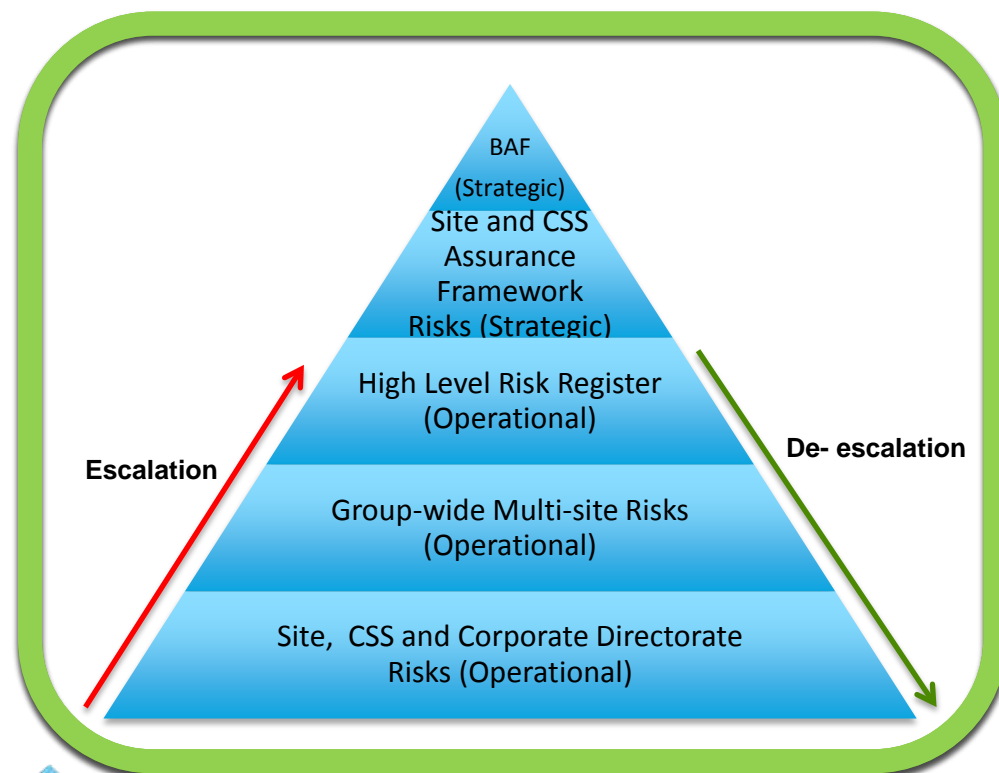 BAF
(Strategic)
Site and CSS
Assurance
Framework
Risks (Strategic)
High Level Risk Register
(Operational)
Escalation
De- escalation
Group-wide Multi-site Risks
(Operational)
Site, CSS and Corporate Directorate
Risks (Operational)